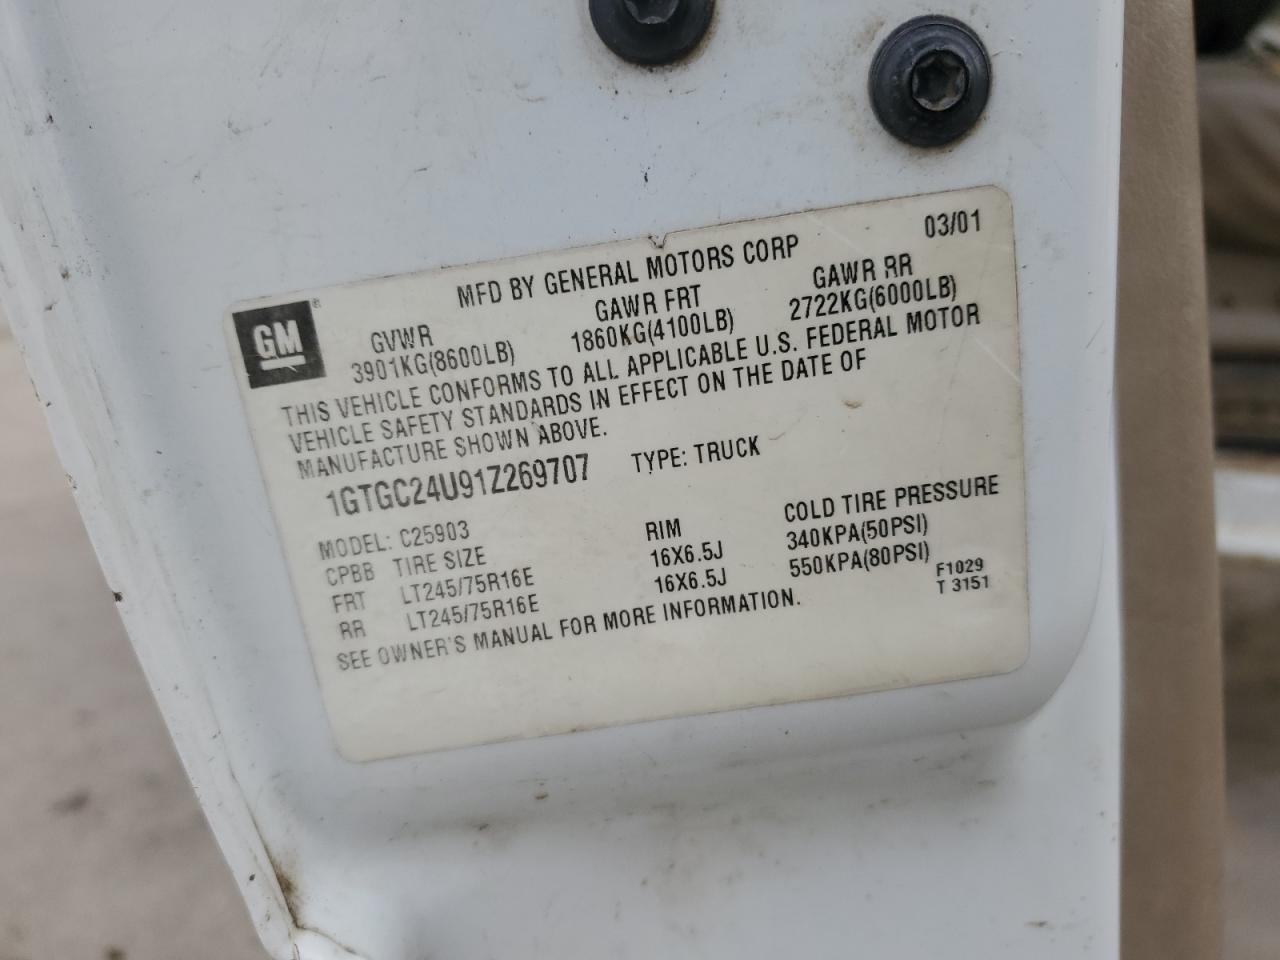 03/01
MFD BY GENERAL MOTORS CORP
GM®
GVWR GAWR FRT GAWR RR
3901KG(8600LB) 1860KG(4100LB) 2722KG(6000LB)
THIS VEHICLE CONFORMS TO ALL APPLICABLE U.S. FEDERAL MOTOR
VEHICLE SAFETY STANDARDS IN EFFECT ON THE DATE OF
MANUFACTURE SHOWN ABOVE.
1GTGC24U91Z269707 TYPE: TRUCK
MODEL: C25903
CPBB TIRE SIZE RIM COLD TIRE PRESSURE
FRT LT245/75R16E 16X6.5J 340KPA(50PSI)
RR LT245/75R16E 16X6.5J 550KPA(80PSI)
SEE OWNER'S MANUAL FOR MORE INFORMATION.
F1029
T 3151